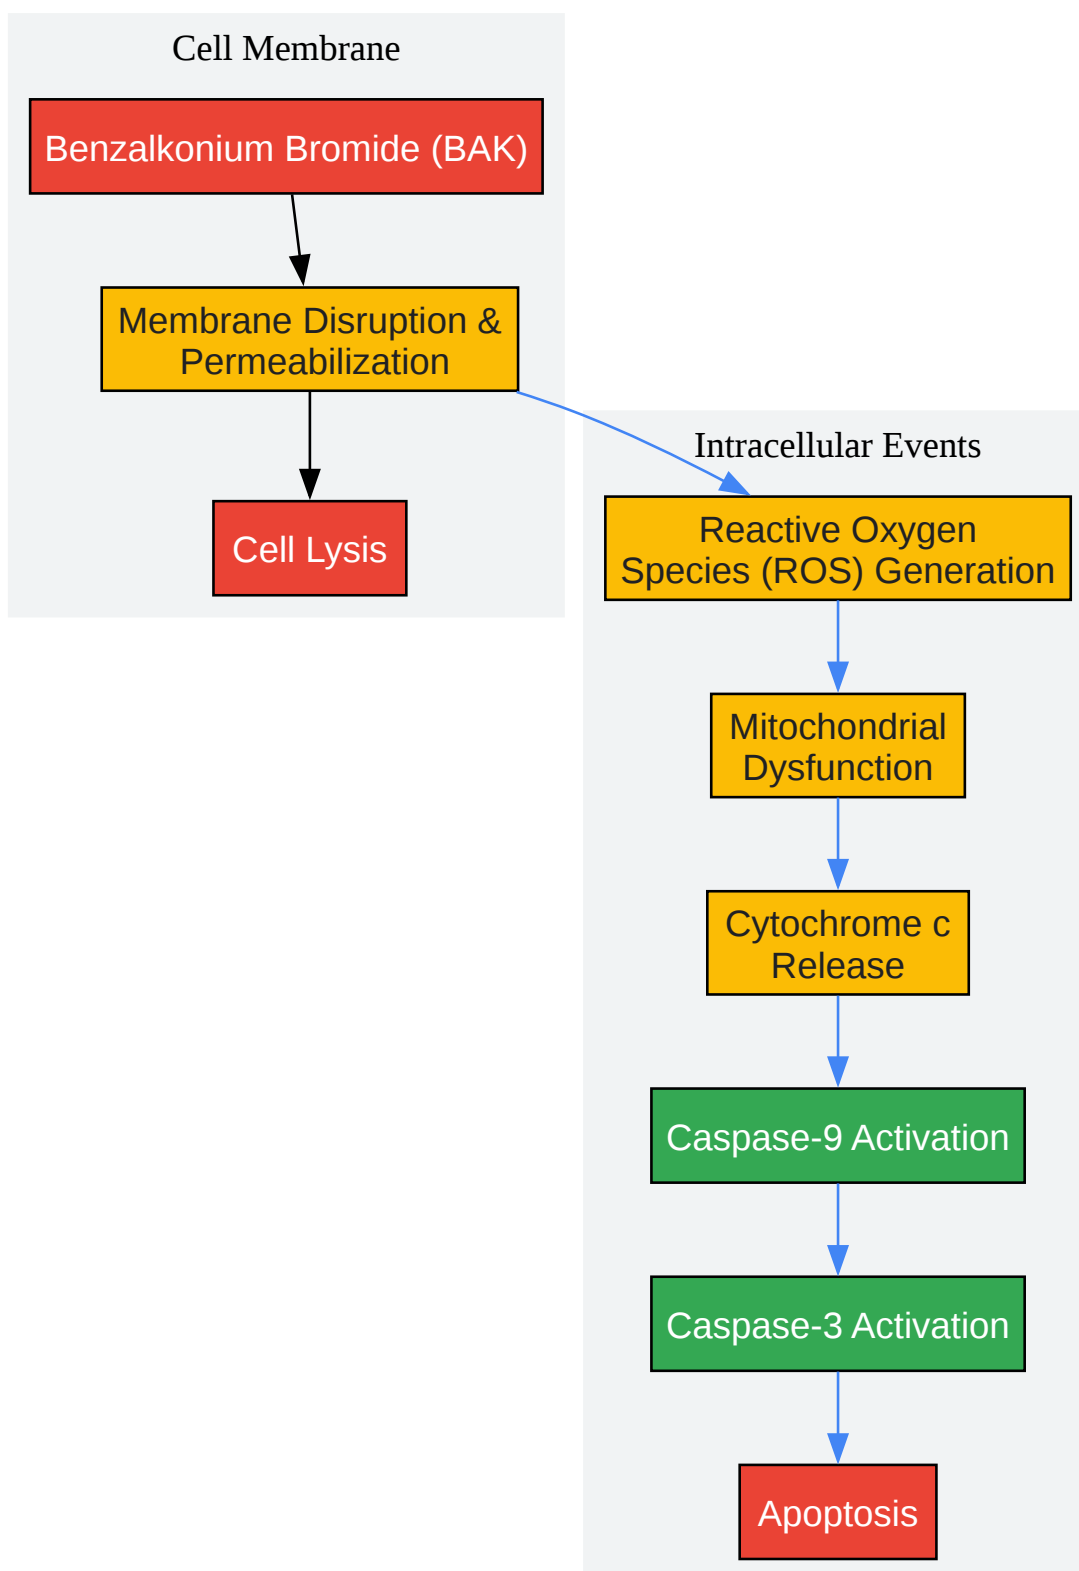 Cell Membrane
Benzalkonium Bromide (BAK)
Membrane Disruption &
Permeabilization
Cell Lysis
Intracellular Events
Reactive Oxygen
Species (ROS) Generation
Mitochondrial
Dysfunction
Cytochrome c
Release
Caspase-9 Activation
Caspase-3 Activation
Apoptosis